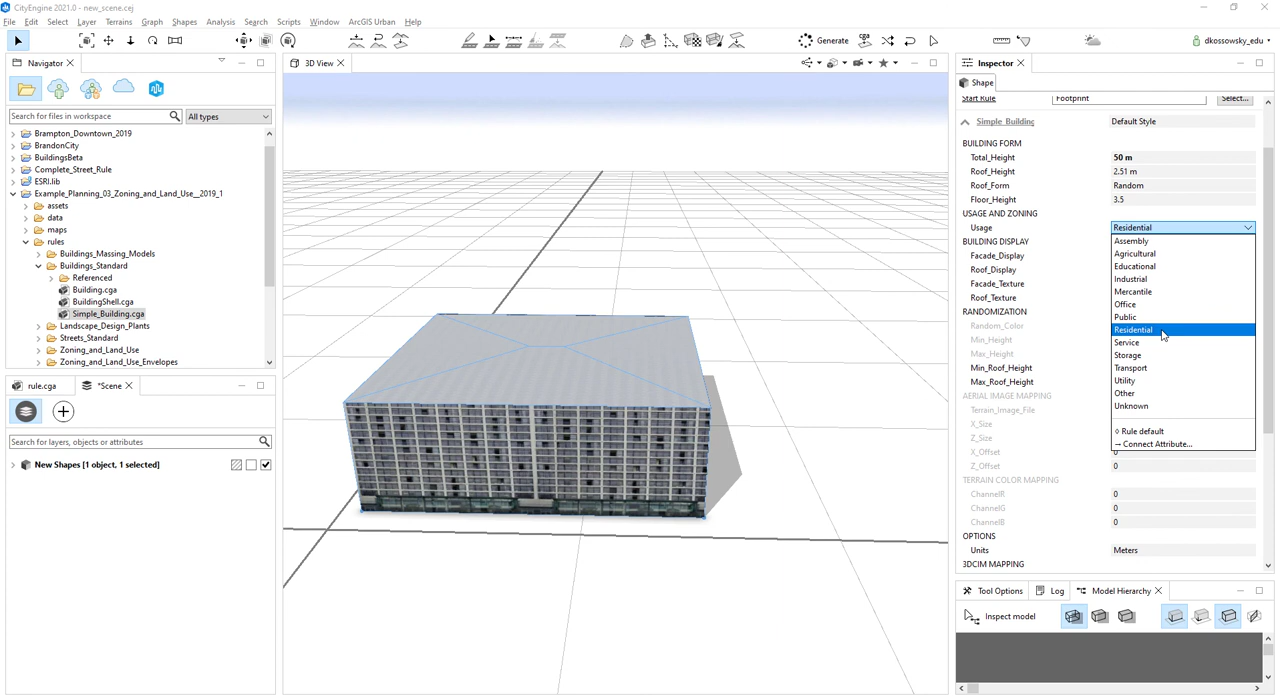 CityEngine 2021.0 - new_scene.cej
File Edit Select Layer Terrains Graph Shapes Analysis Search Scripts Window ArcGIS Urban Help
Generate
dkossowsky_edu
Navigator
Search for files in workspace
All types
Brampton_Downtown_2019
BrandonCity
BuildingsBeta
Complete_Street_Rule
ESRI.lib
Example_Planning_03_Zoning_and_Land_Use__2019_1
assets
data
maps
rules
Buildings_Massing_Models
Buildings_Standard
Referenced
Building.cga
BuildingShell.cga
Simple_Building.cga
Landscape_Design_Plants
Streets_Standard
Zoning_and_Land_Use
Zoning_and_Land_Use_Envelopes
rule.cga
*Scene
Search for layers, objects or attributes
New Shapes [1 object, 1 selected]
3D View
Inspector
Shape
Start Rule Footprint Select...
Simple_Building Default Style
BUILDING FORM
Total_Height 50 m
Roof_Height 2.51 m
Roof_Form Random
Floor_Height 3.5
USAGE AND ZONING
Usage Residential
BUILDING DISPLAY
Facade_Display
Roof_Display
Facade_Texture
Roof_Texture
RANDOMIZATION
Random_Color
Min_Height
Max_Height
Min_Roof_Height
Max_Roof_Height
AERIAL IMAGE MAPPING
Terrain_Image_File
X_Size
Z_Size
X_Offset 0
Z_Offset 0
TERRAIN COLOR MAPPING
ChannelR 0
ChannelG 0
ChannelB 0
OPTIONS
Units Meters
3DCIM MAPPING
Assembly
Agricultural
Educational
Industrial
Mercantile
Office
Public
Residential
Service
Storage
Transport
Utility
Other
Unknown
◊ Rule default
→ Connect Attribute...
Tool Options
Log
Model Hierarchy
Inspect model